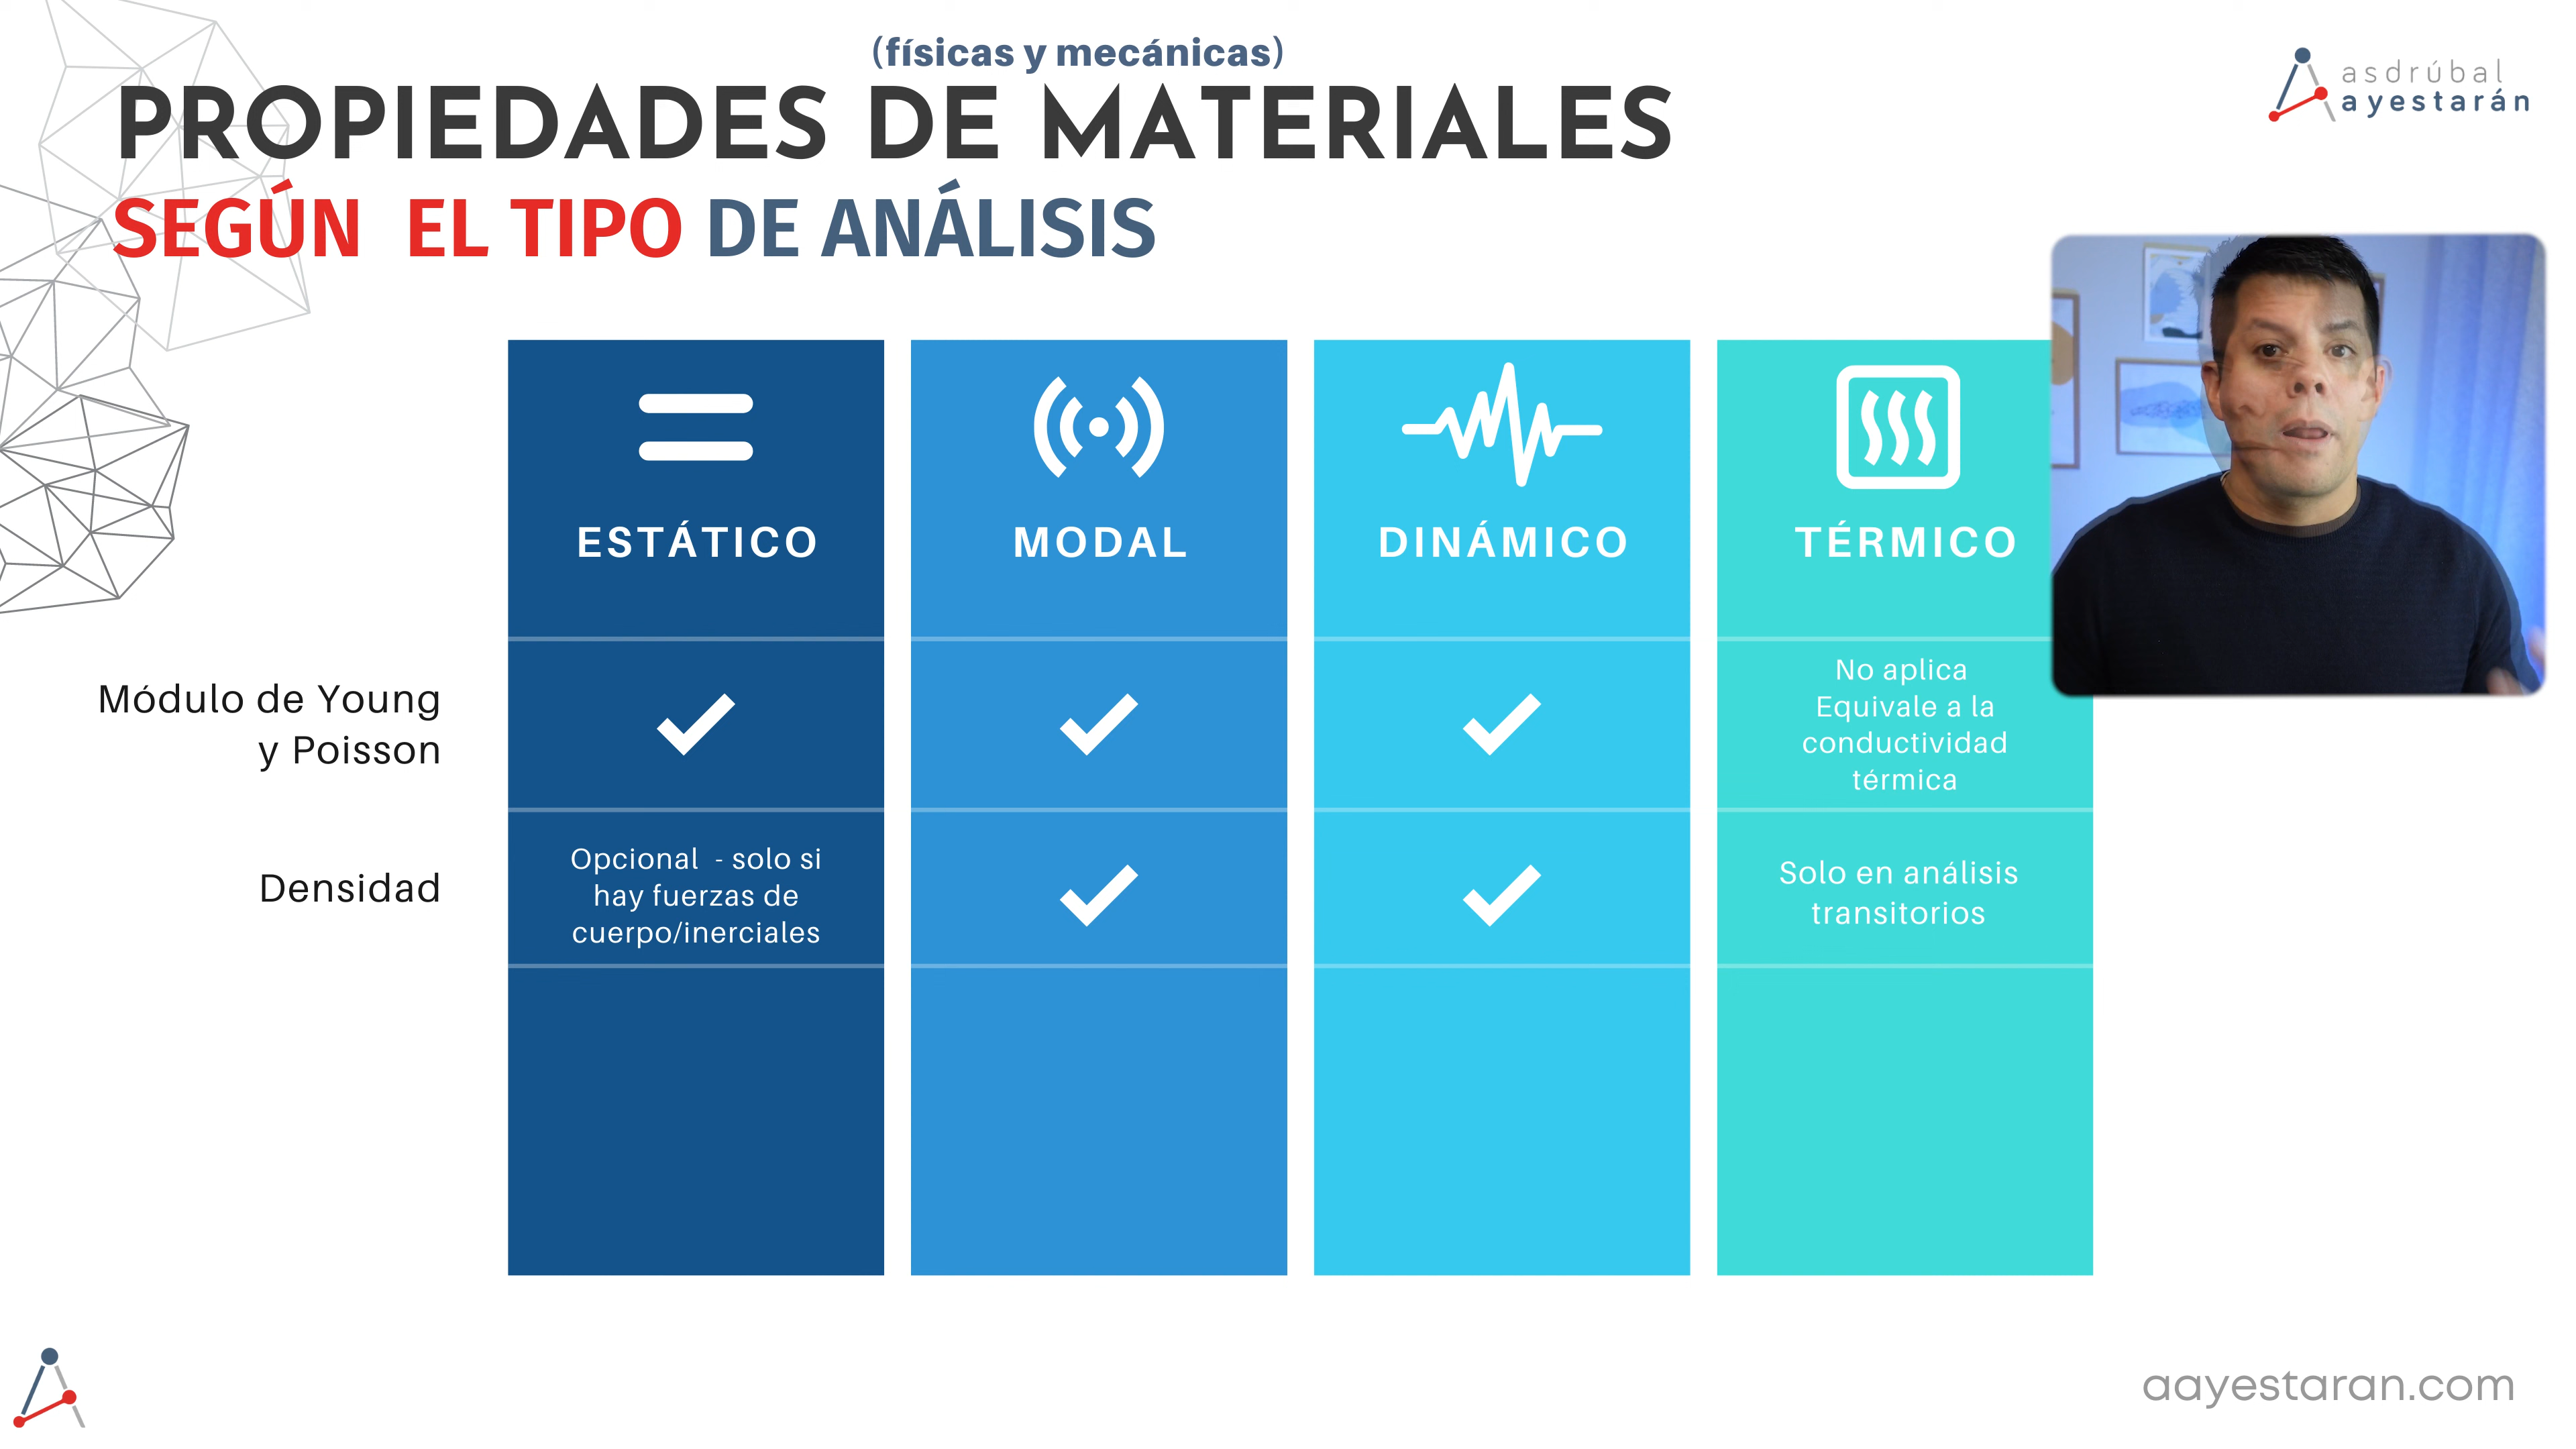 (físicas y mecánicas)
PROPIEDADES DE MATERIALES
SEGÚN EL TIPO DE ANÁLISIS
asdrúbal
ayestarán
ESTÁTICO
MODAL
DINÁMICO
TÉRMICO
Módulo de Young
y Poisson
No aplica
Equivale a la
conductividad
térmica
Densidad
Opcional - solo si
hay fuerzas de
cuerpo/inerciales
Solo en análisis
transitorios
aayestaran.com